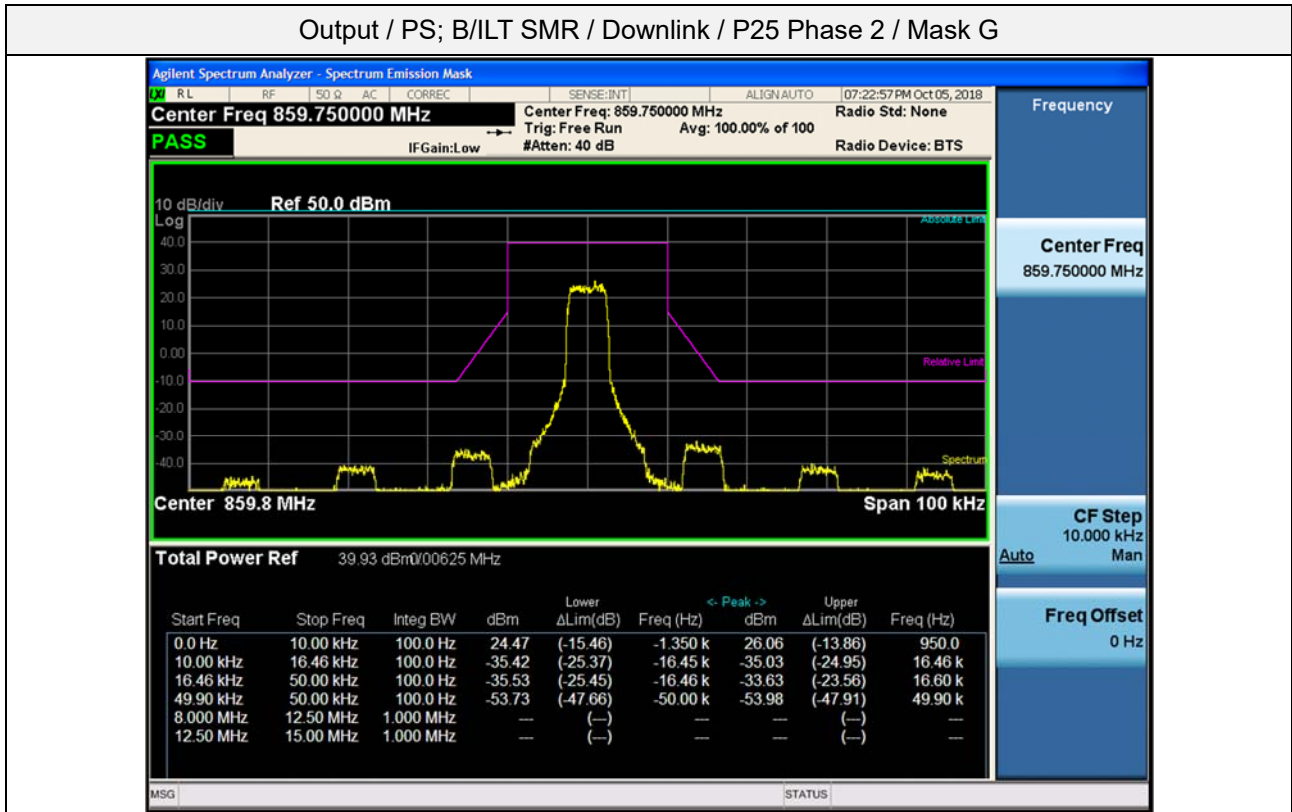 Output / PS; B/ILT SMR / Downlink / P25 Phase 2 / Mask G
Agilent Spectrum Analyzer - Spectrum Emission Mask
LXI RL RF 50 Ω AC CORREC SENSE:INT ALIGNAUTO 07:22:57 PM Oct 05, 2018
Center Freq 859.750000 MHz
Center Freq: 859.750000 MHz
Radio Std: None
Trig: Free Run Avg: 100.00% of 100
PASS
IFGain:Low
#Atten: 40 dB
Radio Device: BTS
10 dB/div Ref 50.0 dBm
Log
Absolute Limit
40.0
30.0
20.0
10.0
0.00
Relative Limit
-10.0
-20.0
-30.0
-40.0
Spectrum
Center 859.8 MHz Span 100 kHz
Total Power Ref 39.93 dBm/0.00625 MHz
Lower <- Peak -> Upper
Start Freq Stop Freq Integ BW dBm ΔLim(dB) Freq (Hz) dBm ΔLim(dB) Freq (Hz)
0.0 Hz 10.00 kHz 100.0 Hz 24.47 (-15.46) -1.350 k 26.06 (-13.86) 950.0
10.00 kHz 16.46 kHz 100.0 Hz -35.42 (-25.37) -16.45 k -35.03 (-24.95) 16.46 k
16.46 kHz 50.00 kHz 100.0 Hz -35.53 (-25.45) -16.46 k -33.63 (-23.56) 16.60 k
49.90 kHz 50.00 kHz 100.0 Hz -53.73 (-47.66) -50.00 k -53.98 (-47.91) 49.90 k
8.000 MHz 12.50 MHz 1.000 MHz --- (---) --- --- (---) ---
12.50 MHz 15.00 MHz 1.000 MHz --- (---) --- --- (---) ---
MSG STATUS
Frequency
Center Freq
859.750000 MHz
CF Step
10.000 kHz
Auto Man
Freq Offset
0 Hz